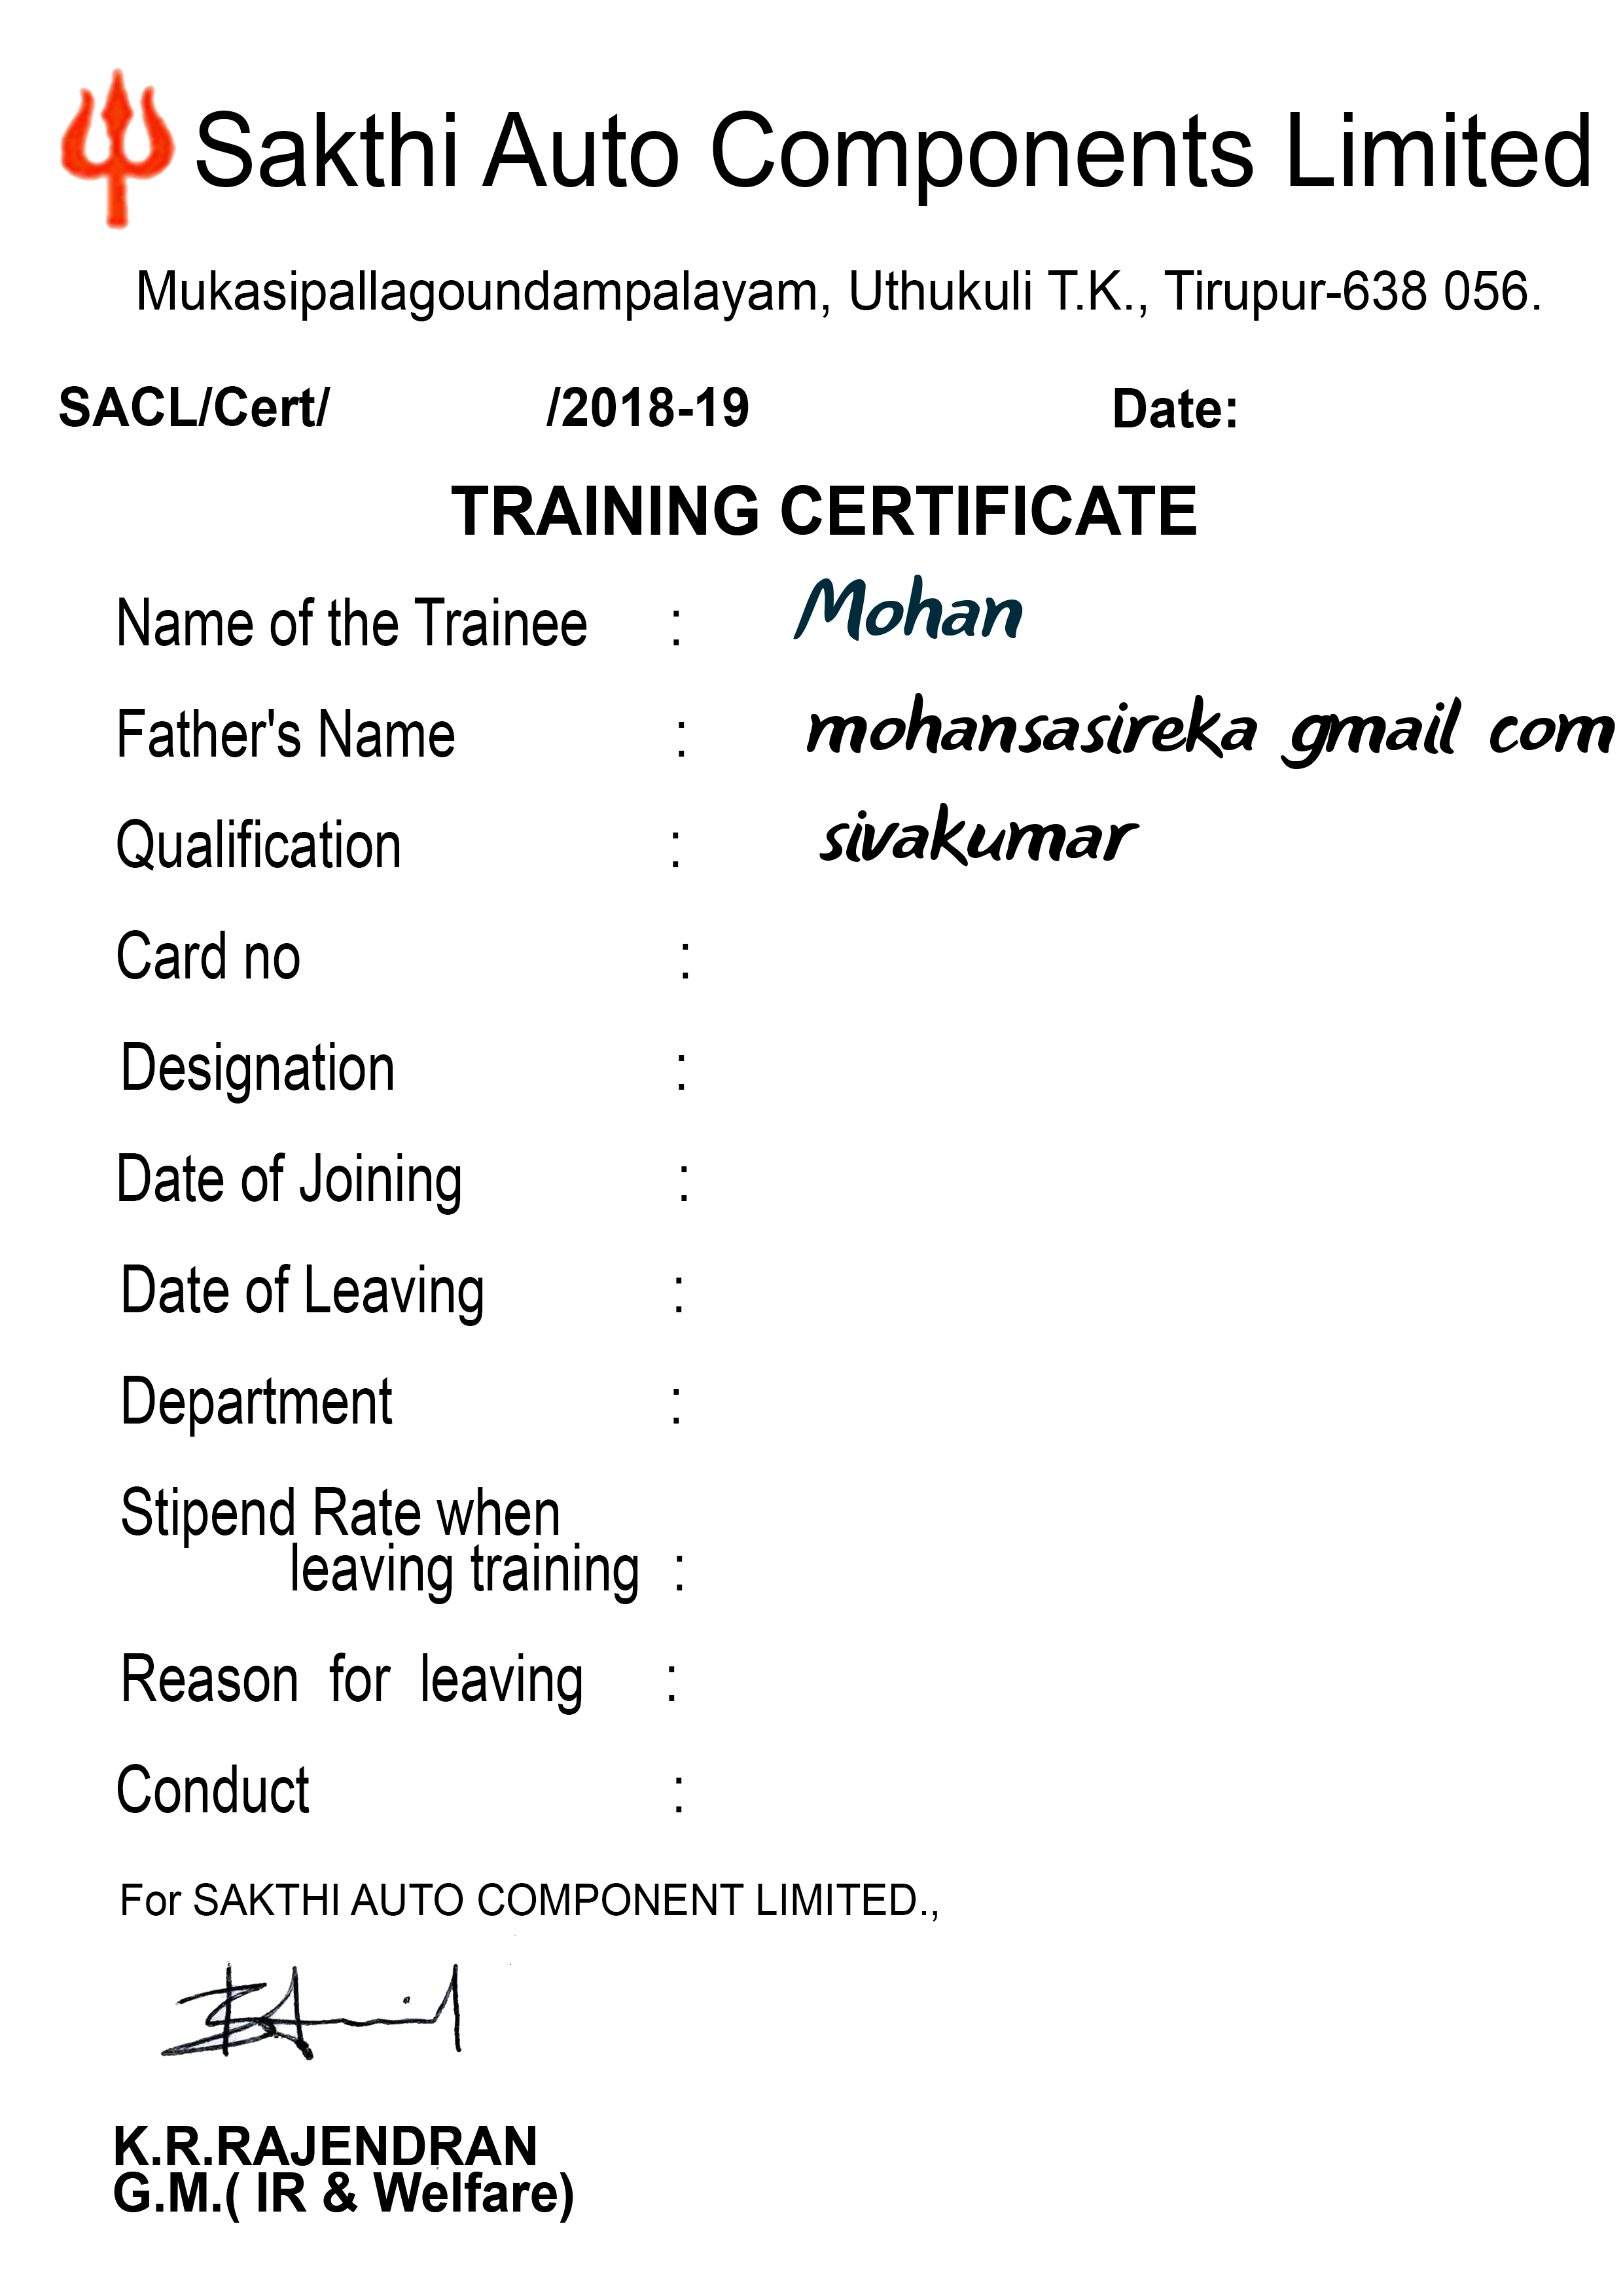 Sakthi Auto Components Limited
Mukasipallagoundampalayam, Uthukuli T.K., Tirupur-638 056.
SACL/Cert/ /2018-19 Date:
TRAINING CERTIFICATE
Name of the Trainee : Mohan
Father's Name : mohansasireka gmail com
Qualification : sivakumar
Card no :
Designation :
Date of Joining :
Date of Leaving :
Department :
Stipend Rate when
leaving training :
Reason for leaving :
Conduct :
For SAKTHI AUTO COMPONENT LIMITED.,
K.R.RAJENDRAN
G.M.( IR & Welfare)